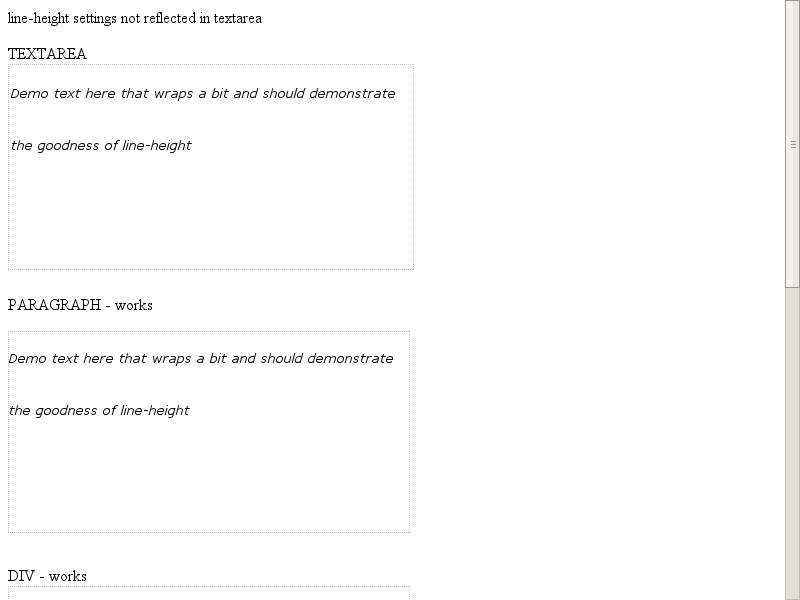 line-height settings not reflected in textarea
TEXTAREA
Demo text here that wraps a bit and should demonstrate
the goodness of line-height
PARAGRAPH - works
Demo text here that wraps a bit and should demonstrate
the goodness of line-height
DIV - works